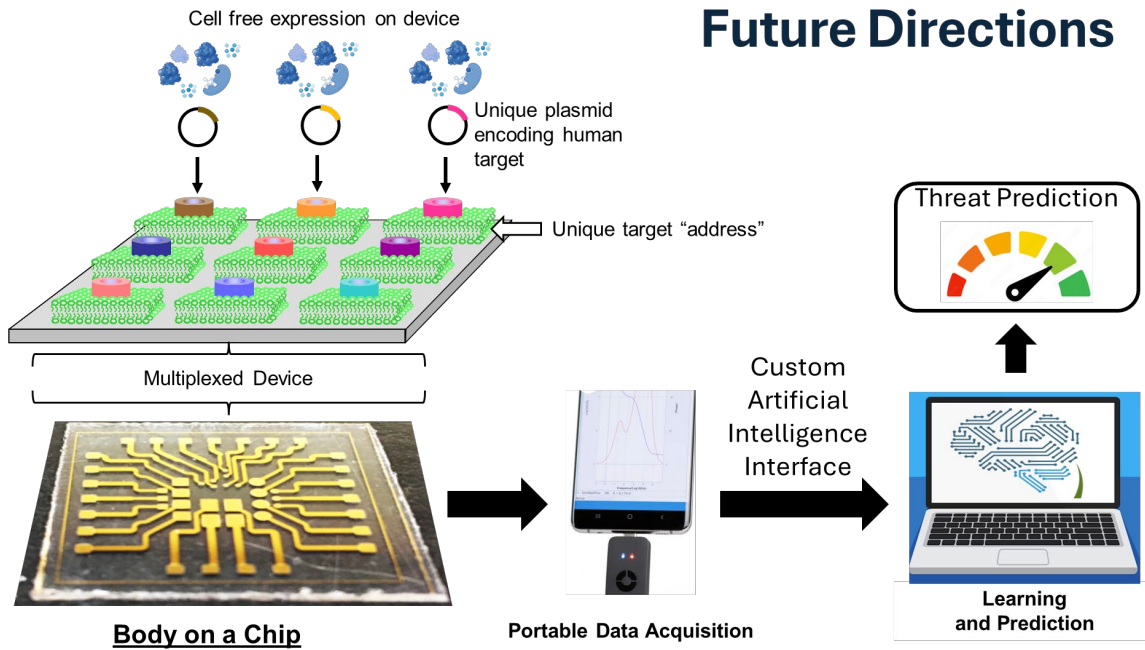 Future Directions
Cell free expression on device
Unique plasmid
encoding human
target
Unique target “address”
Threat Prediction
Multiplexed Device
Custom
Artificial
Intelligence
Interface
Body on a Chip
Portable Data Acquisition
Learning
and Prediction